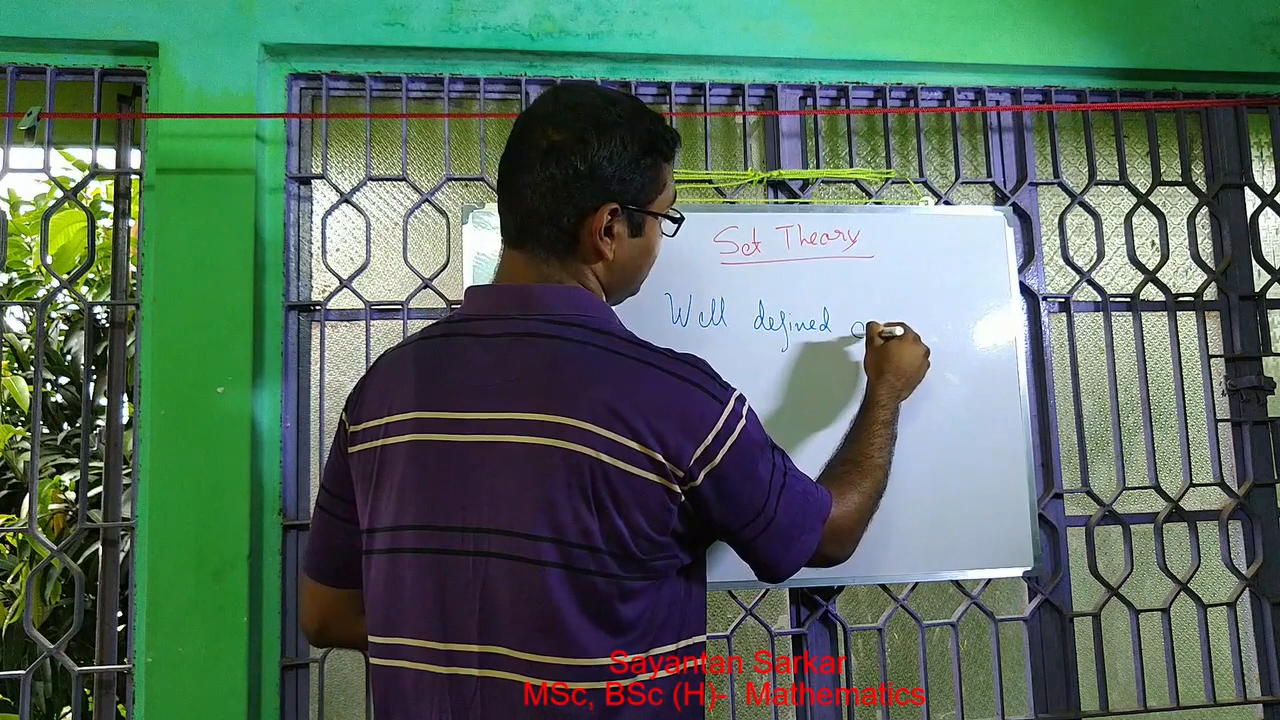 Set Theory
Well defined
Sayantan Sarkar
MSc, BSc (H)- Mathematics